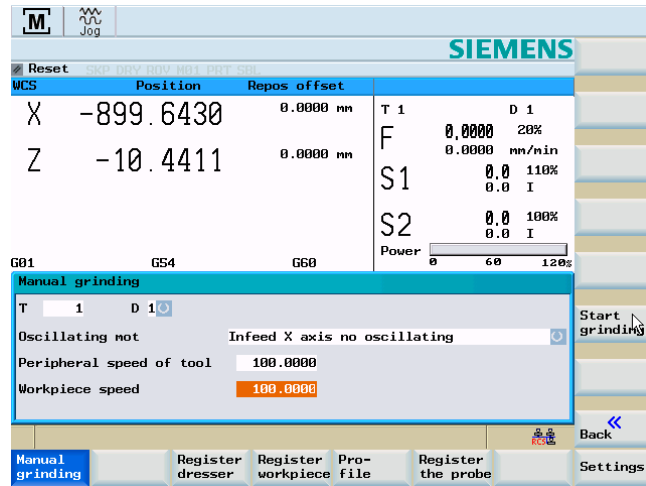 M
Jog
SIEMENS
Reset SKP DRY ROV M01 PRT SBL
WCS Position Repos offset
X -899.6430 0.0000 mm
Z -10.4411 0.0000 mm
T 1 D 1
F 0.0000 20%
0.0000 mm/min
S1 0.0 110%
0.0 I
S2 0.0 100%
0.0 I
Power 0 60 120%
G01 G54 G60
Manual grinding
T 1 D 1
Oscillating mot Infeed X axis no oscillating
Peripheral speed of tool 100.0000
Workpiece speed 100.0000
Start
grinding
RCS
« Back
Manual
grinding
Register
dresser
Register
workpiece
Pro-
file
Register
the probe
Settings